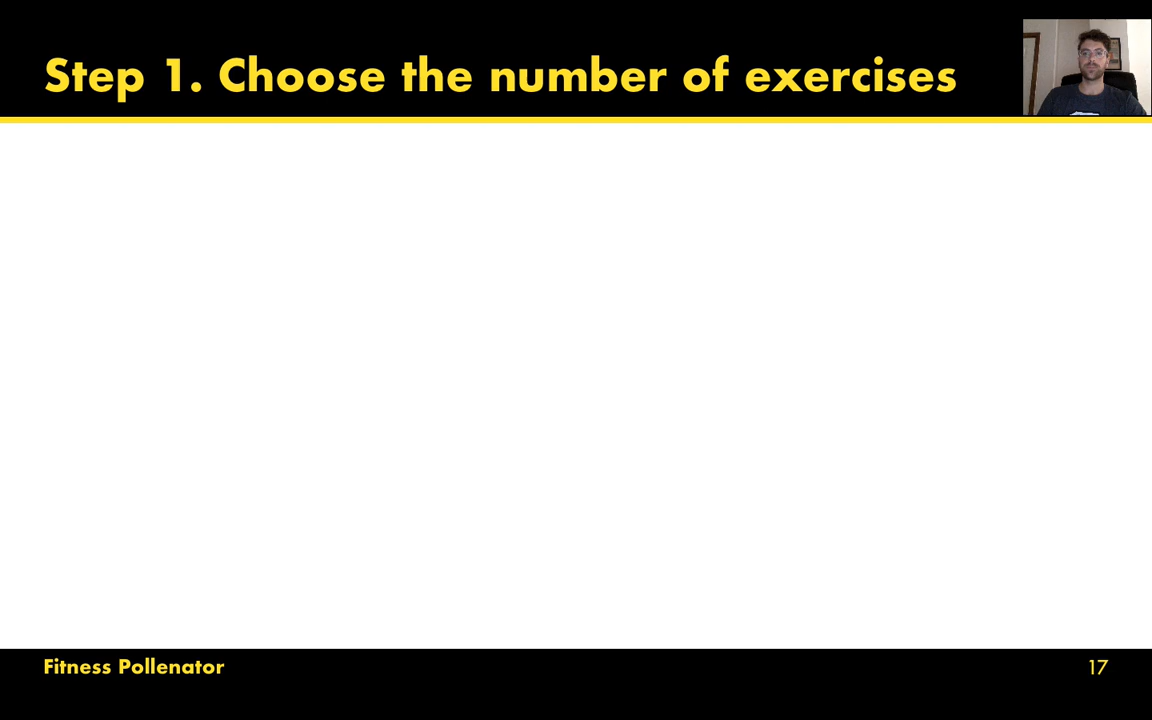 Step 1. Choose the number of exercises
Fitness Pollenator
17